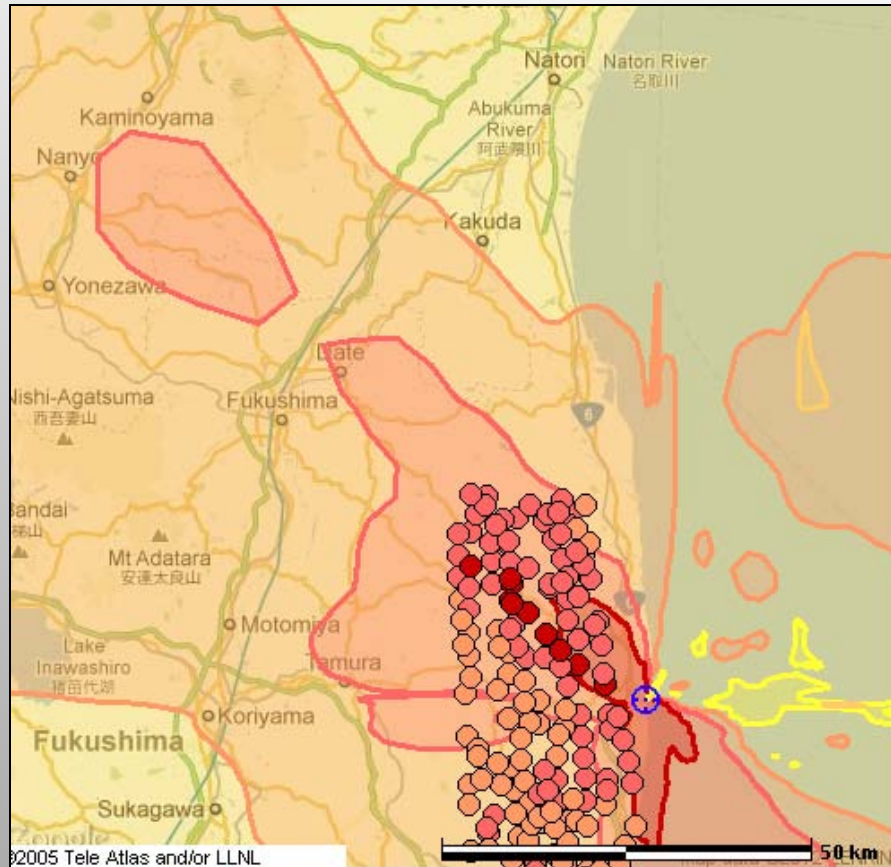 Natori
Natori River
名取川
Kaminoyama
Abukuma
River
阿武隈川
Nanyo
Kakuda
Yonezawa
Date
Nishi-Agatsuma
西吾妻山
Fukushima
6
Bandai
梯山
Mt Adatara
安達太良山
Motomiya
Lake
Inawashiro
猪苗代湖
Tamura
Koriyama
Fukushima
Sukagawa
©2005 Tele Atlas and/or LLNL
50 km